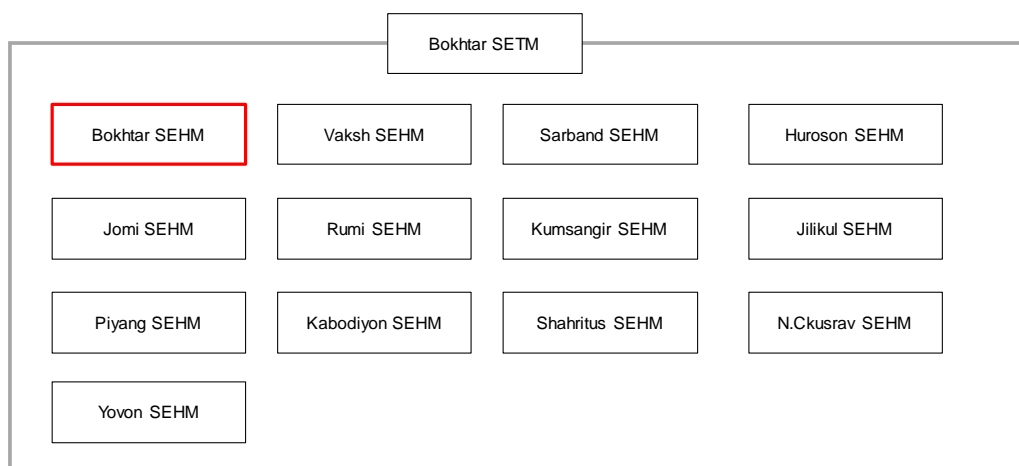 Bokhtar SETM
Bokhtar SEHM
Vaksh SEHM
Sarband SEHM
Huroson SEHM
Jomi SEHM
Rumi SEHM
Kumsangir SEHM
Jilikul SEHM
Piyang SEHM
Kabodiyon SEHM
Shahritus SEHM
N.Ckusrav SEHM
Yovon SEHM